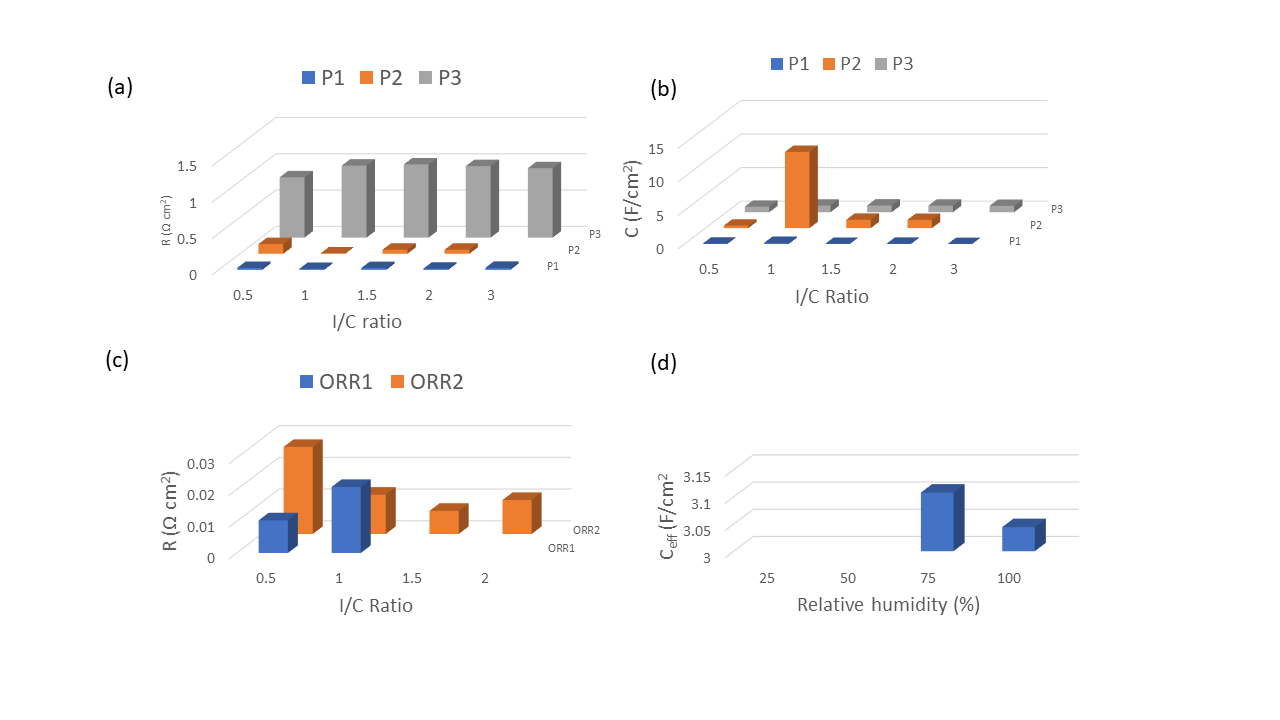 (a)
P1 P2 P3
R (Ω cm²)
1.5
1
0.5
0
P3
P2
P1
0.5 1 1.5 2 3
I/C ratio
(b)
P1 P2 P3
C (F/cm²)
15
10
5
0
P3
P2
P1
0.5 1 1.5 2 3
I/C Ratio
(c)
ORR1 ORR2
R (Ω cm²)
0.03
0.02
0.01
0
ORR2
ORR1
0.5 1 1.5 2
I/C Ratio
(d)
Ceff (F/cm²
3.15
3.1
3.05
3
25 50 75 100
Relative humidity (%)